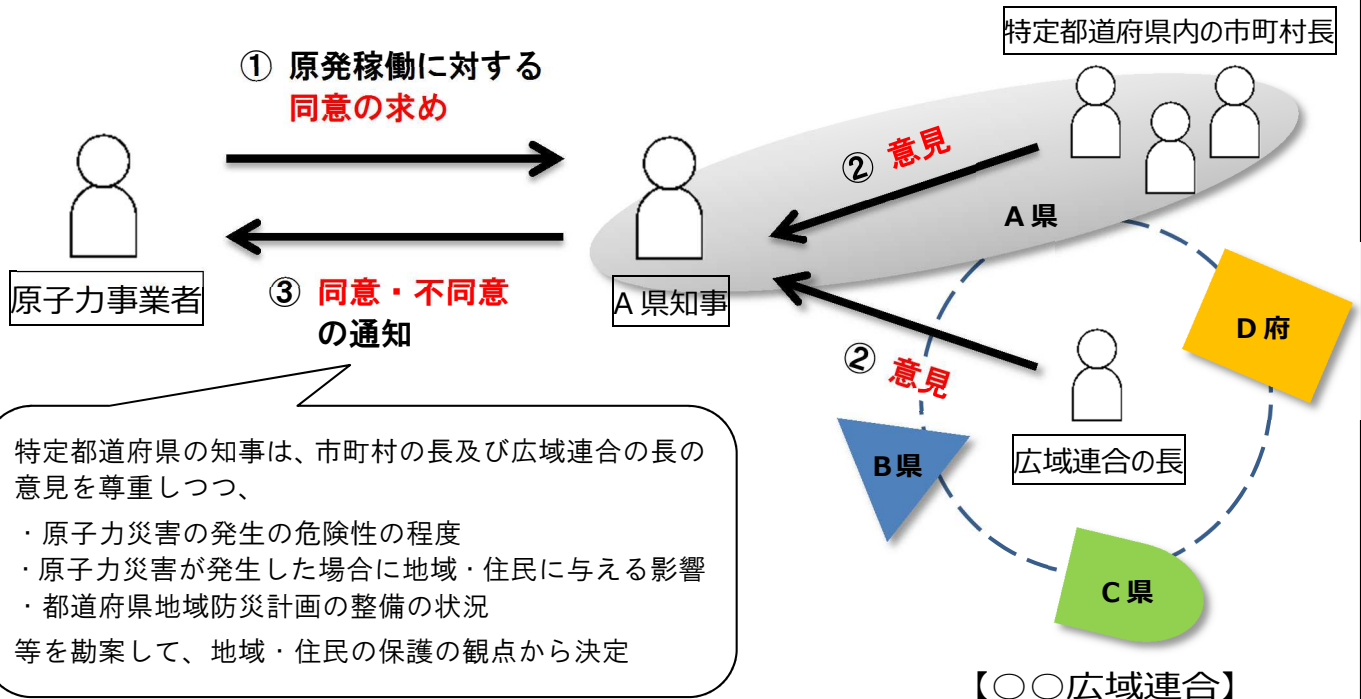 特定都道府県内の市町村長
① 原発稼働に対する
同意の求め
② 意見
A県
原子力事業者
③ 同意・不同意
の通知
A県知事
② 意見
D府
B県
広域連合の長
C県
【○○広域連合】
特定都道府県の知事は、市町村の長及び広域連合の長の
意見を尊重しつつ、
・原子力災害の発生の危険性の程度
・原子力災害が発生した場合に地域・住民に与える影響
・都道府県地域防災計画の整備の状況
等を勘案して、地域・住民の保護の観点から決定